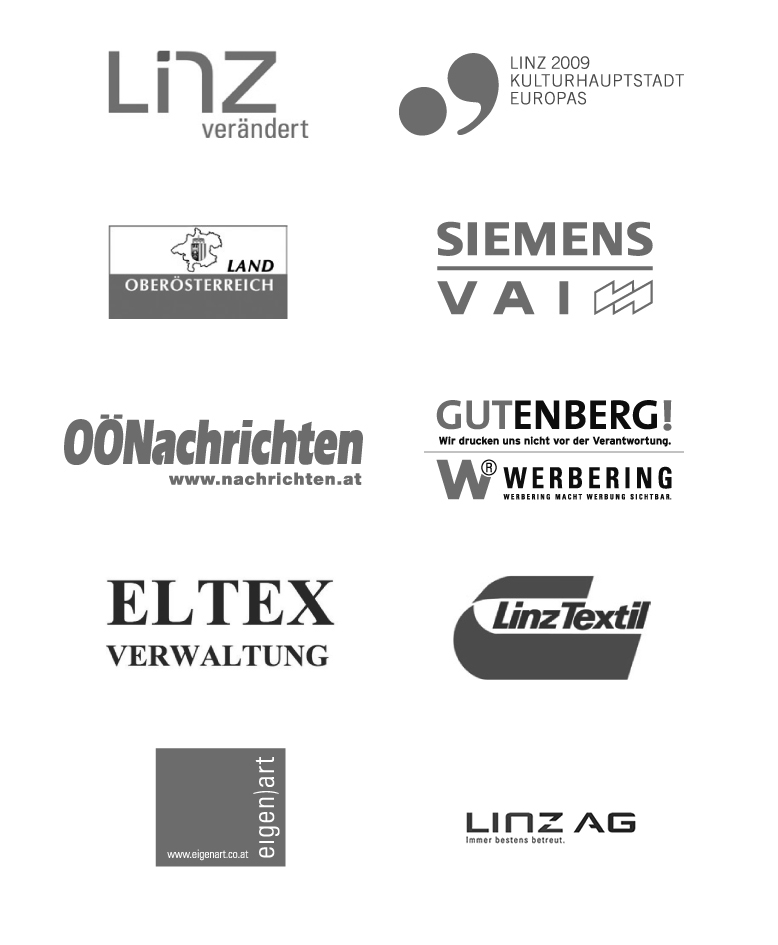 Linz
verändert
LINZ 2009
KULTURHAUPTSTADT
EUROPAS
LAND
OBERÖSTERREICH
SIEMENS
VAI
OÖNachrichten
www.nachrichten.at
GUTENBERG!
Wir drucken uns nicht vor der Verantwortung.
W® WERBERING
WERBERING MACHT WERBUNG SICHTBAR.
ELTEX
VERWALTUNG
LinzTextil
eigen)art
www.eigenart.co.at
LINZ AG
Immer bestens betreut.